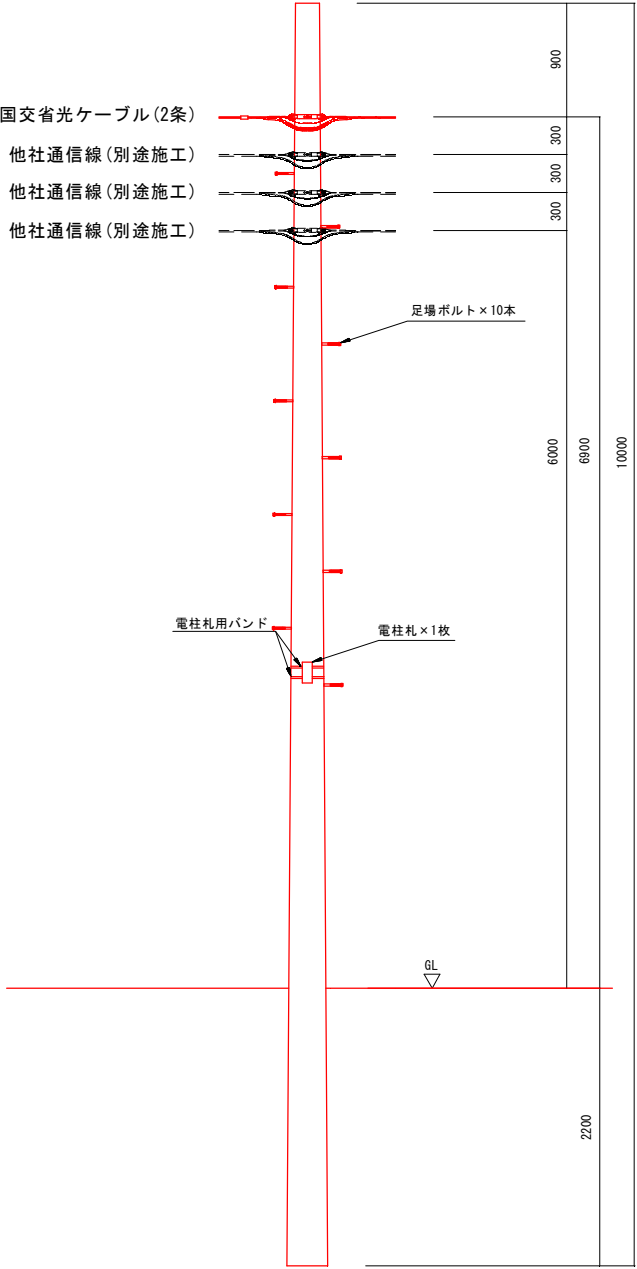 900
国交省光ケーブル(2条)
300
他社通信線(別途施工)
300
他社通信線(別途施工)
300
他社通信線(別途施工)
足場ボルト×10本
6000
6900
10000
電柱札用バンド
電柱札×1枚
GL
2200